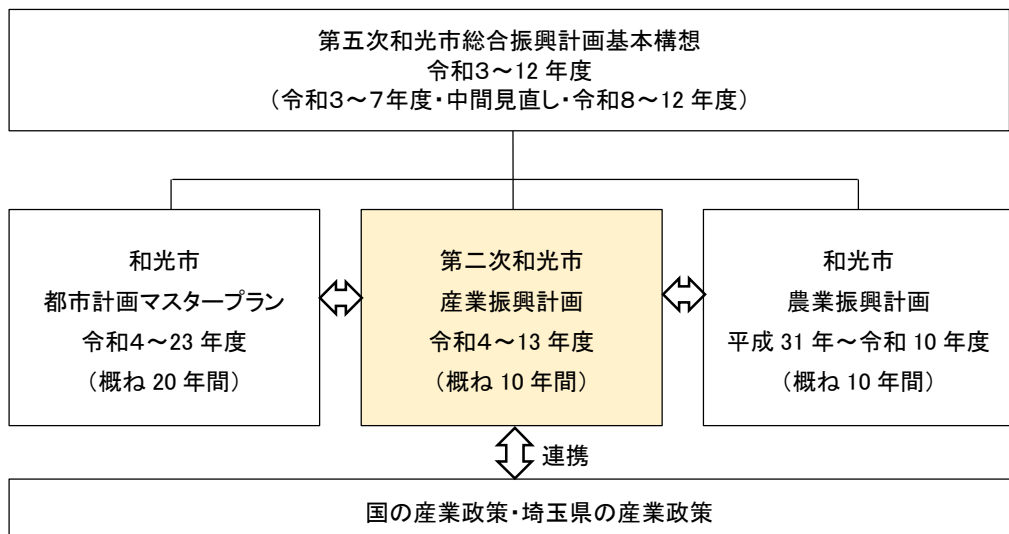 第五次和光市総合振興計画基本構想
令和3～12 年度
（令和3～7年度・中間見直し・令和8～12 年度）
和光市
都市計画マスタープラン
令和4～23 年度
（概ね 20 年間）
第二次和光市
産業振興計画
令和4～13 年度
（概ね 10 年間）
和光市
農業振興計画
平成 31 年～令和 10 年度
（概ね 10 年間）
連携
国の産業政策・埼玉県の産業政策